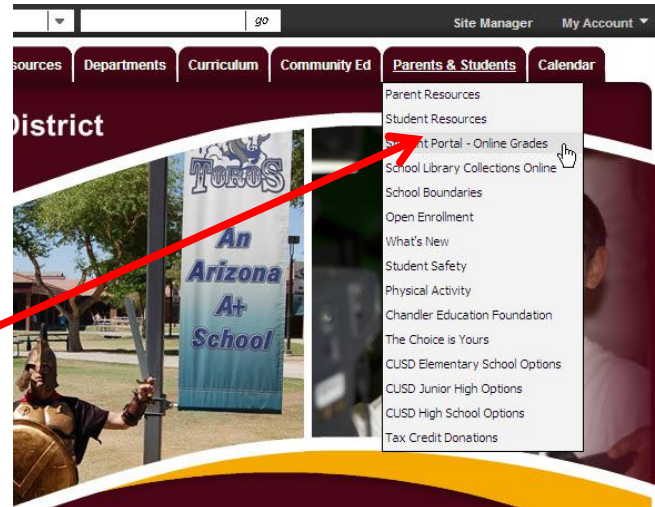 go
Site Manager My Account
sources Departments Curriculum Community Ed Parents & Students Calendar
District
Parent Resources
Student Resources
nt Portal - Online Grades
School Library Collections Online
School Boundaries
Open Enrollment
What's New
Student Safety
Physical Activity
Chandler Education Foundation
The Choice is Yours
CUSD Elementary School Options
CUSD Junior High Options
CUSD High School Options
Tax Credit Donations
TOROS
An
Arizona
A+
School